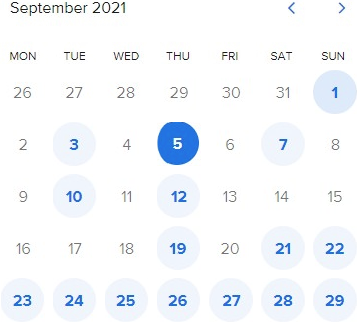 September 2021 < >
MON TUE WED THU FRI SAT SUN
26 27 28 29 30 31 1
2 3 4 5 6 7 8
9 10 11 12 13 14 15
16 17 18 19 20 21 22
23 24 25 26 27 28 29